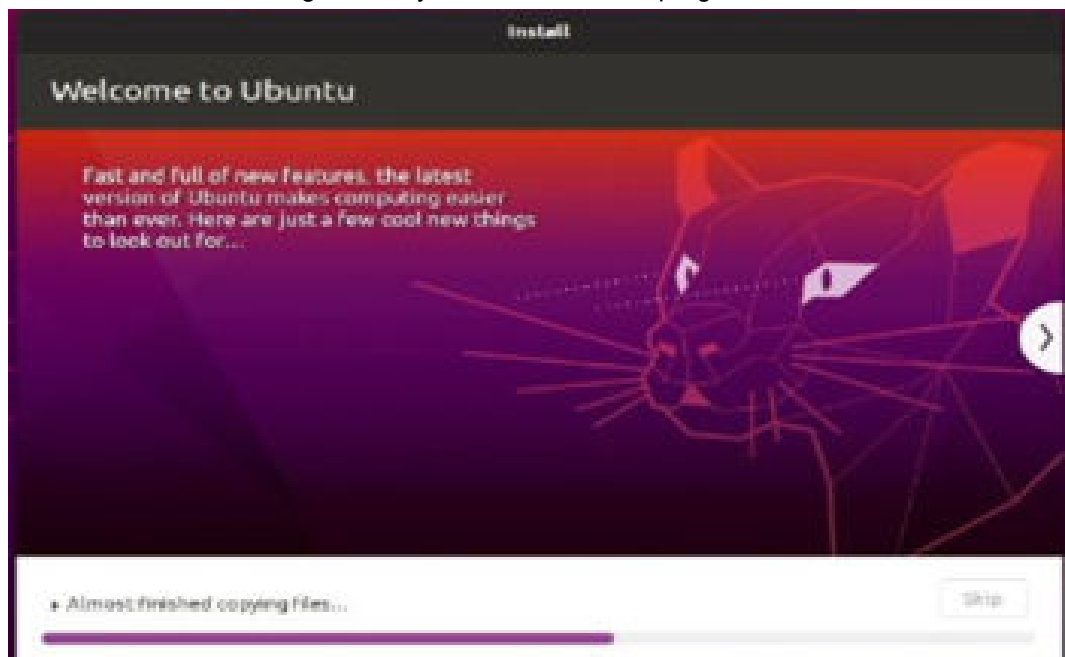 Install
Welcome to Ubuntu
Fast and full of new features, the latest
version of Ubuntu makes computing easier
than ever. Here are just a few cool new things
to look out for...
Almost finished copying files...
Skip